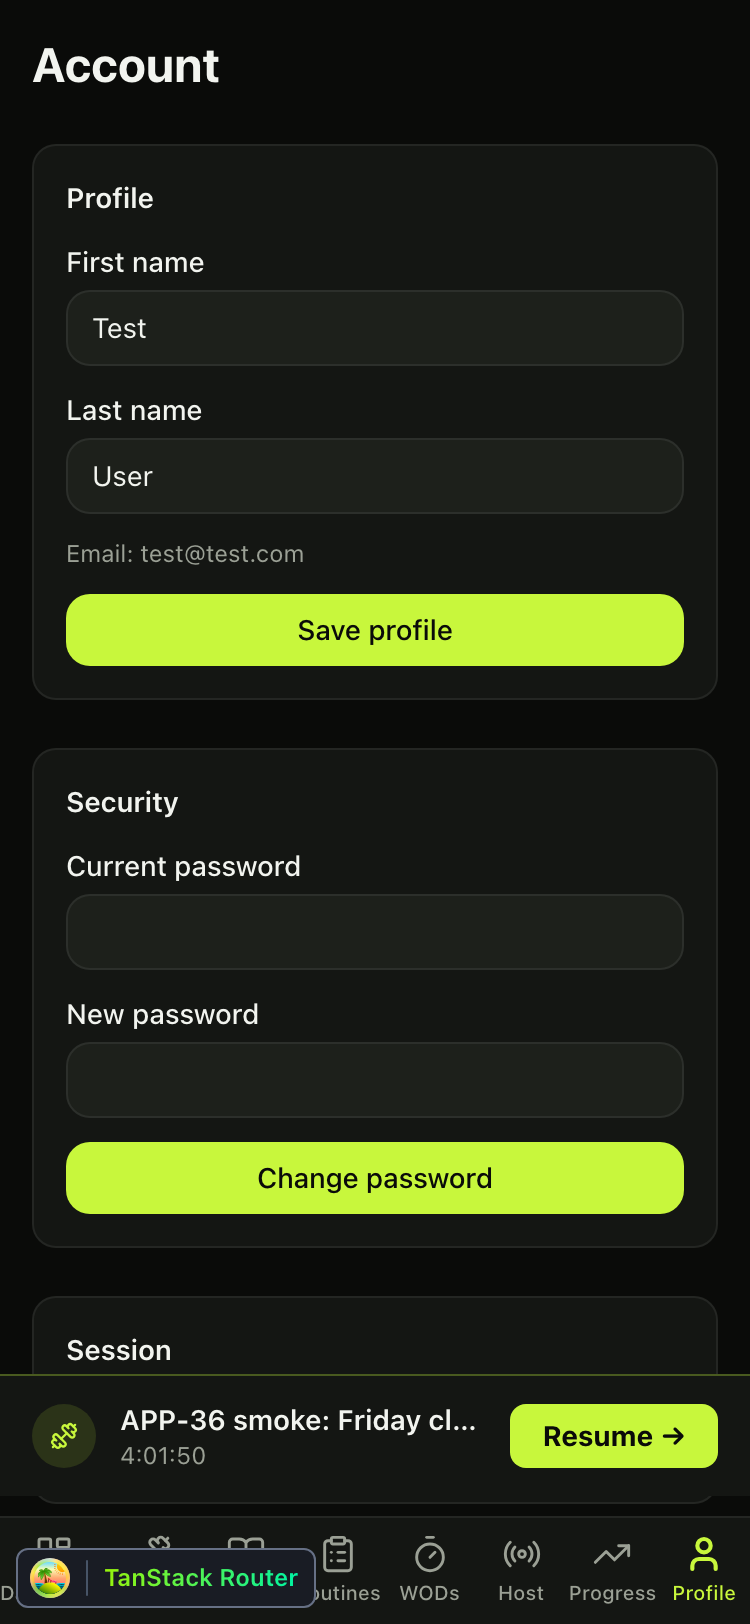 Account
Profile
First name
Test
Last name
User
Email: test@test.com
Save profile
Security
Current password
New password
Change password
Session
APP-36 smoke: Friday cl...
4:01:50
Resume →
D
TanStack Router
outines
WODs
Host
Progress
Profile